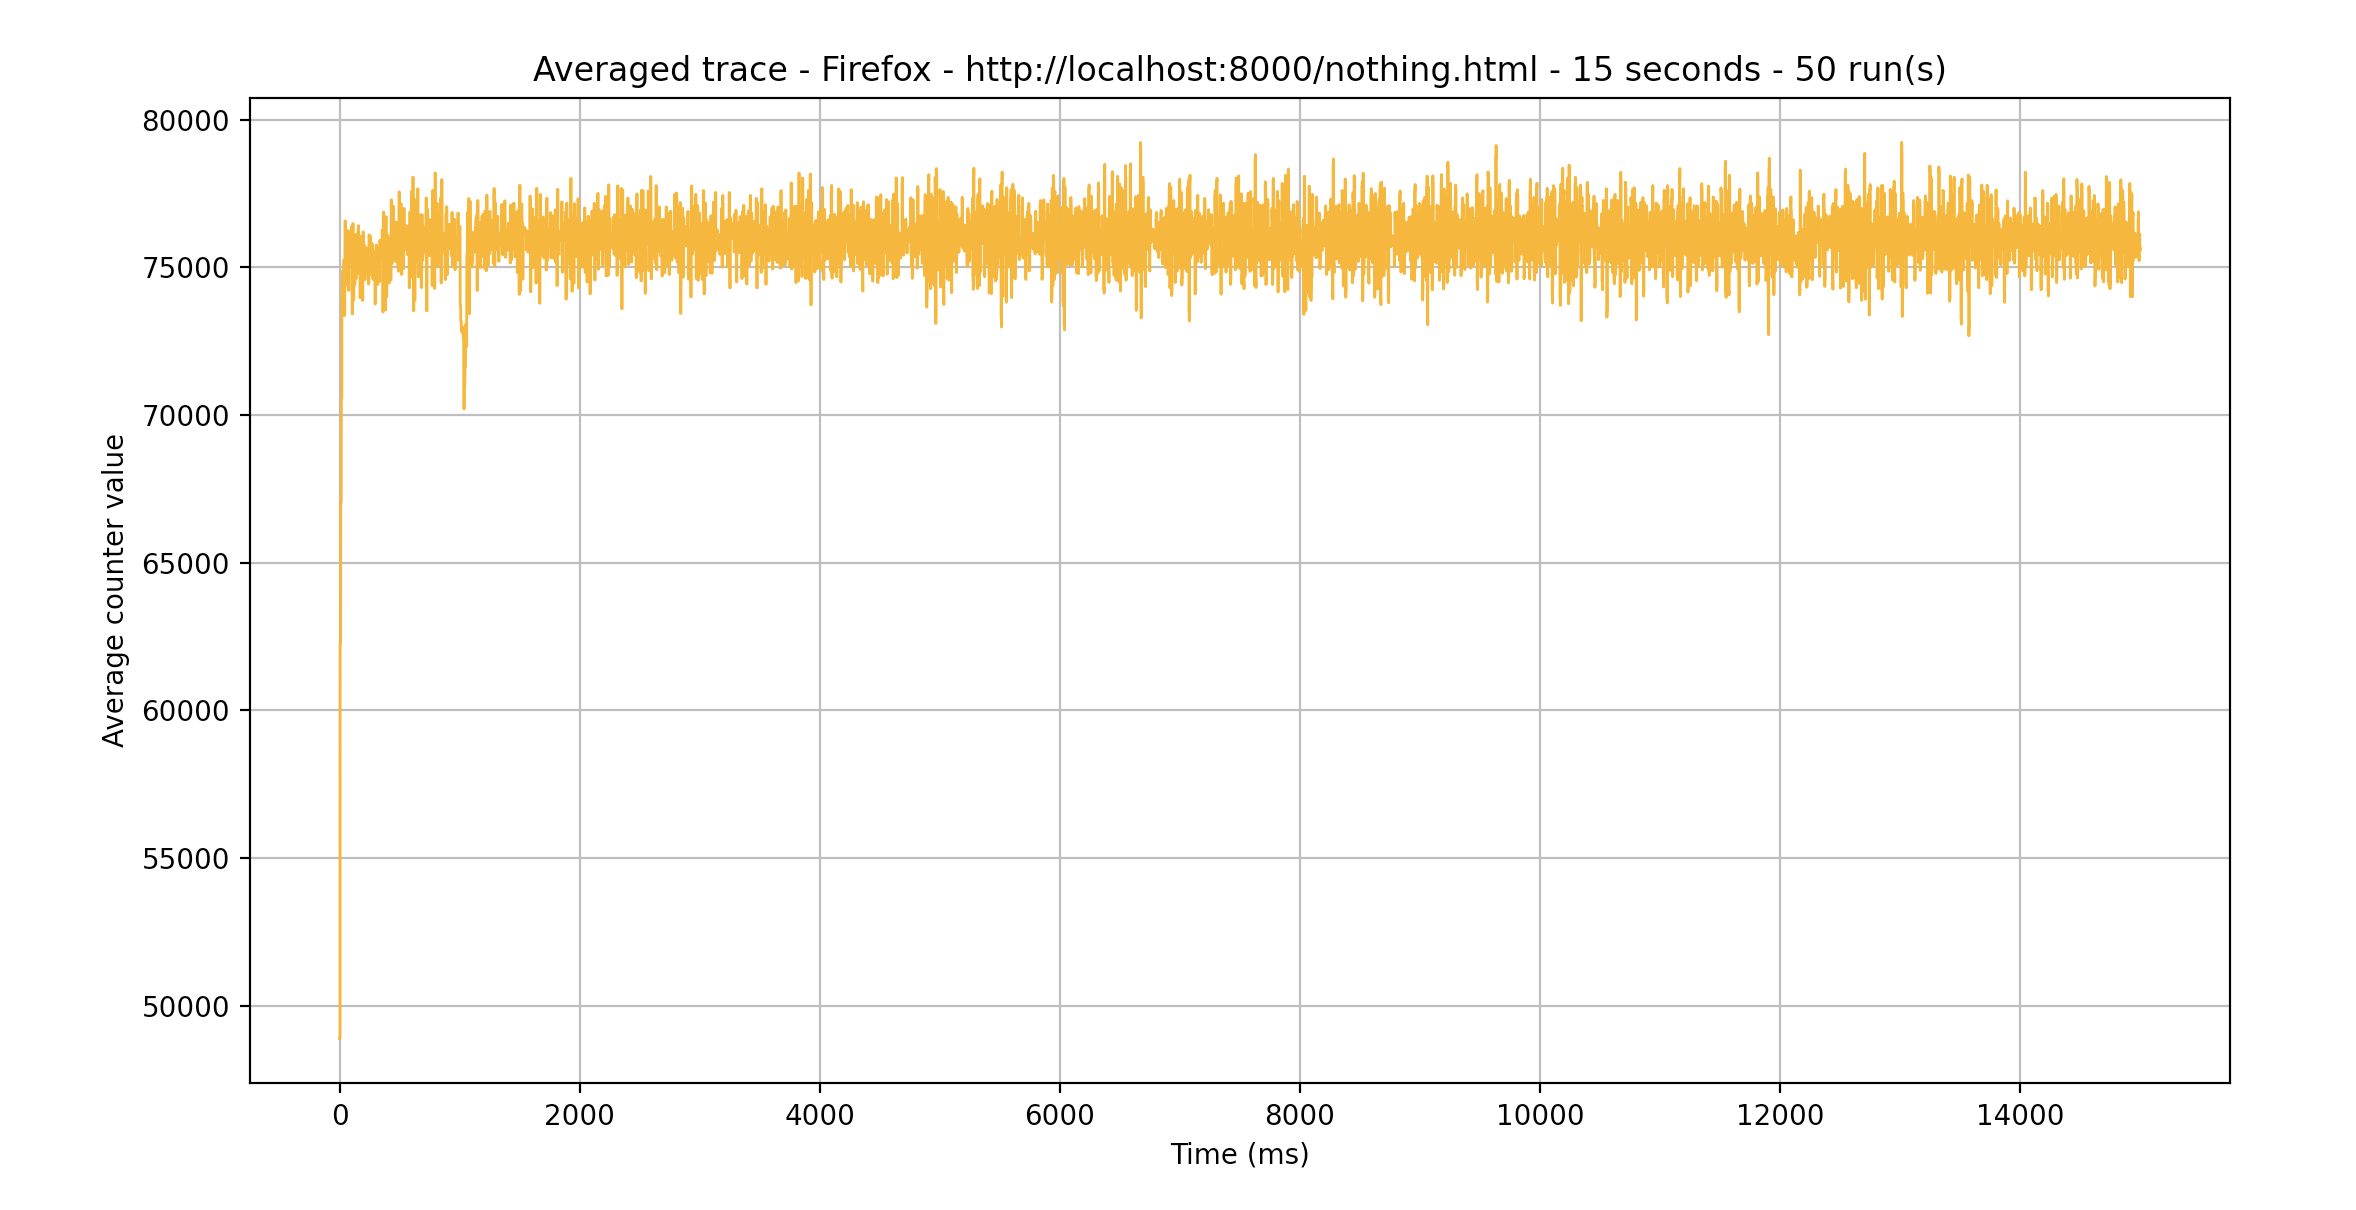 Averaged trace - Firefox - http://localhost:8000/nothing.html - 15 seconds - 50 run(s)
80000
75000
70000
65000
60000
55000
50000
Average counter value
0 2000 4000 6000 8000 10000 12000 14000
Time (ms)